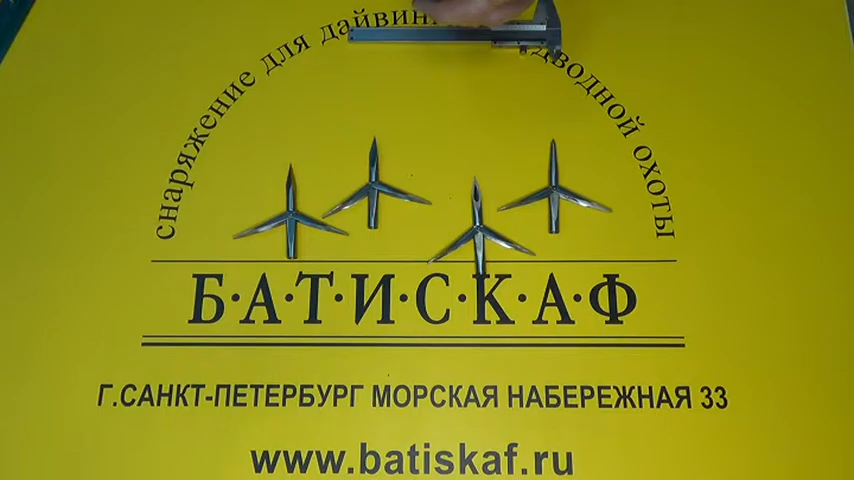 снаряжение для дайвин дводной охоты
Б·А·Т·И·С·К·А·Ф
Г.САНКТ-ПЕТЕРБУРГ МОРСКАЯ НАБЕРЕЖНАЯ 33
www.batiskaf.ru